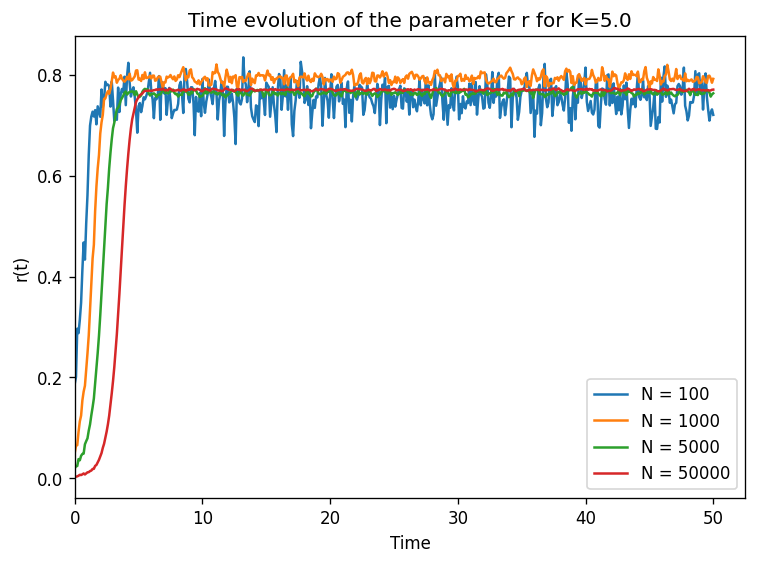 Time evolution of the parameter r for K=5.0
r(t)
0.8
0.6
0.4
0.2
0.0
0 10 20 30 40 50
Time
N = 100
N = 1000
N = 5000
N = 50000